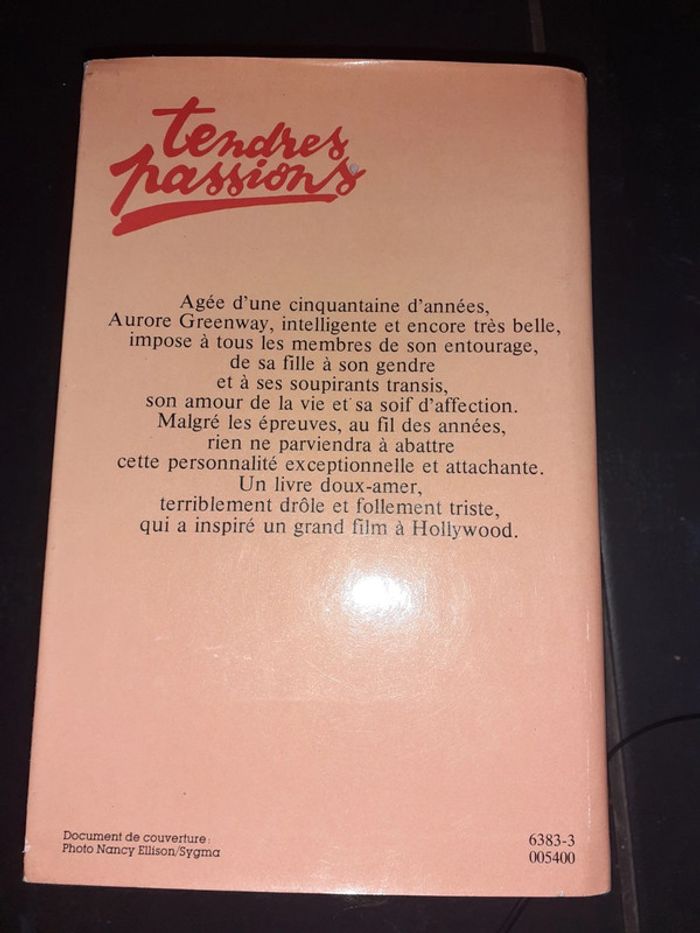 tendres
passions
Agée d'une cinquantaine d'années,
Aurore Greenway, intelligente et encore très belle,
impose à tous les membres de son entourage,
de sa fille à son gendre
et à ses soupirants transis,
son amour de la vie et sa soif d'affection.
Malgré les épreuves, au fil des années,
rien ne parviendra à abattre
cette personnalité exceptionnelle et attachante.
Un livre doux-amer,
terriblement drôle et follement triste,
qui a inspiré un grand film à Hollywood.
Document de couverture :
Photo Nancy Ellison/Sygma
6383-3
005400